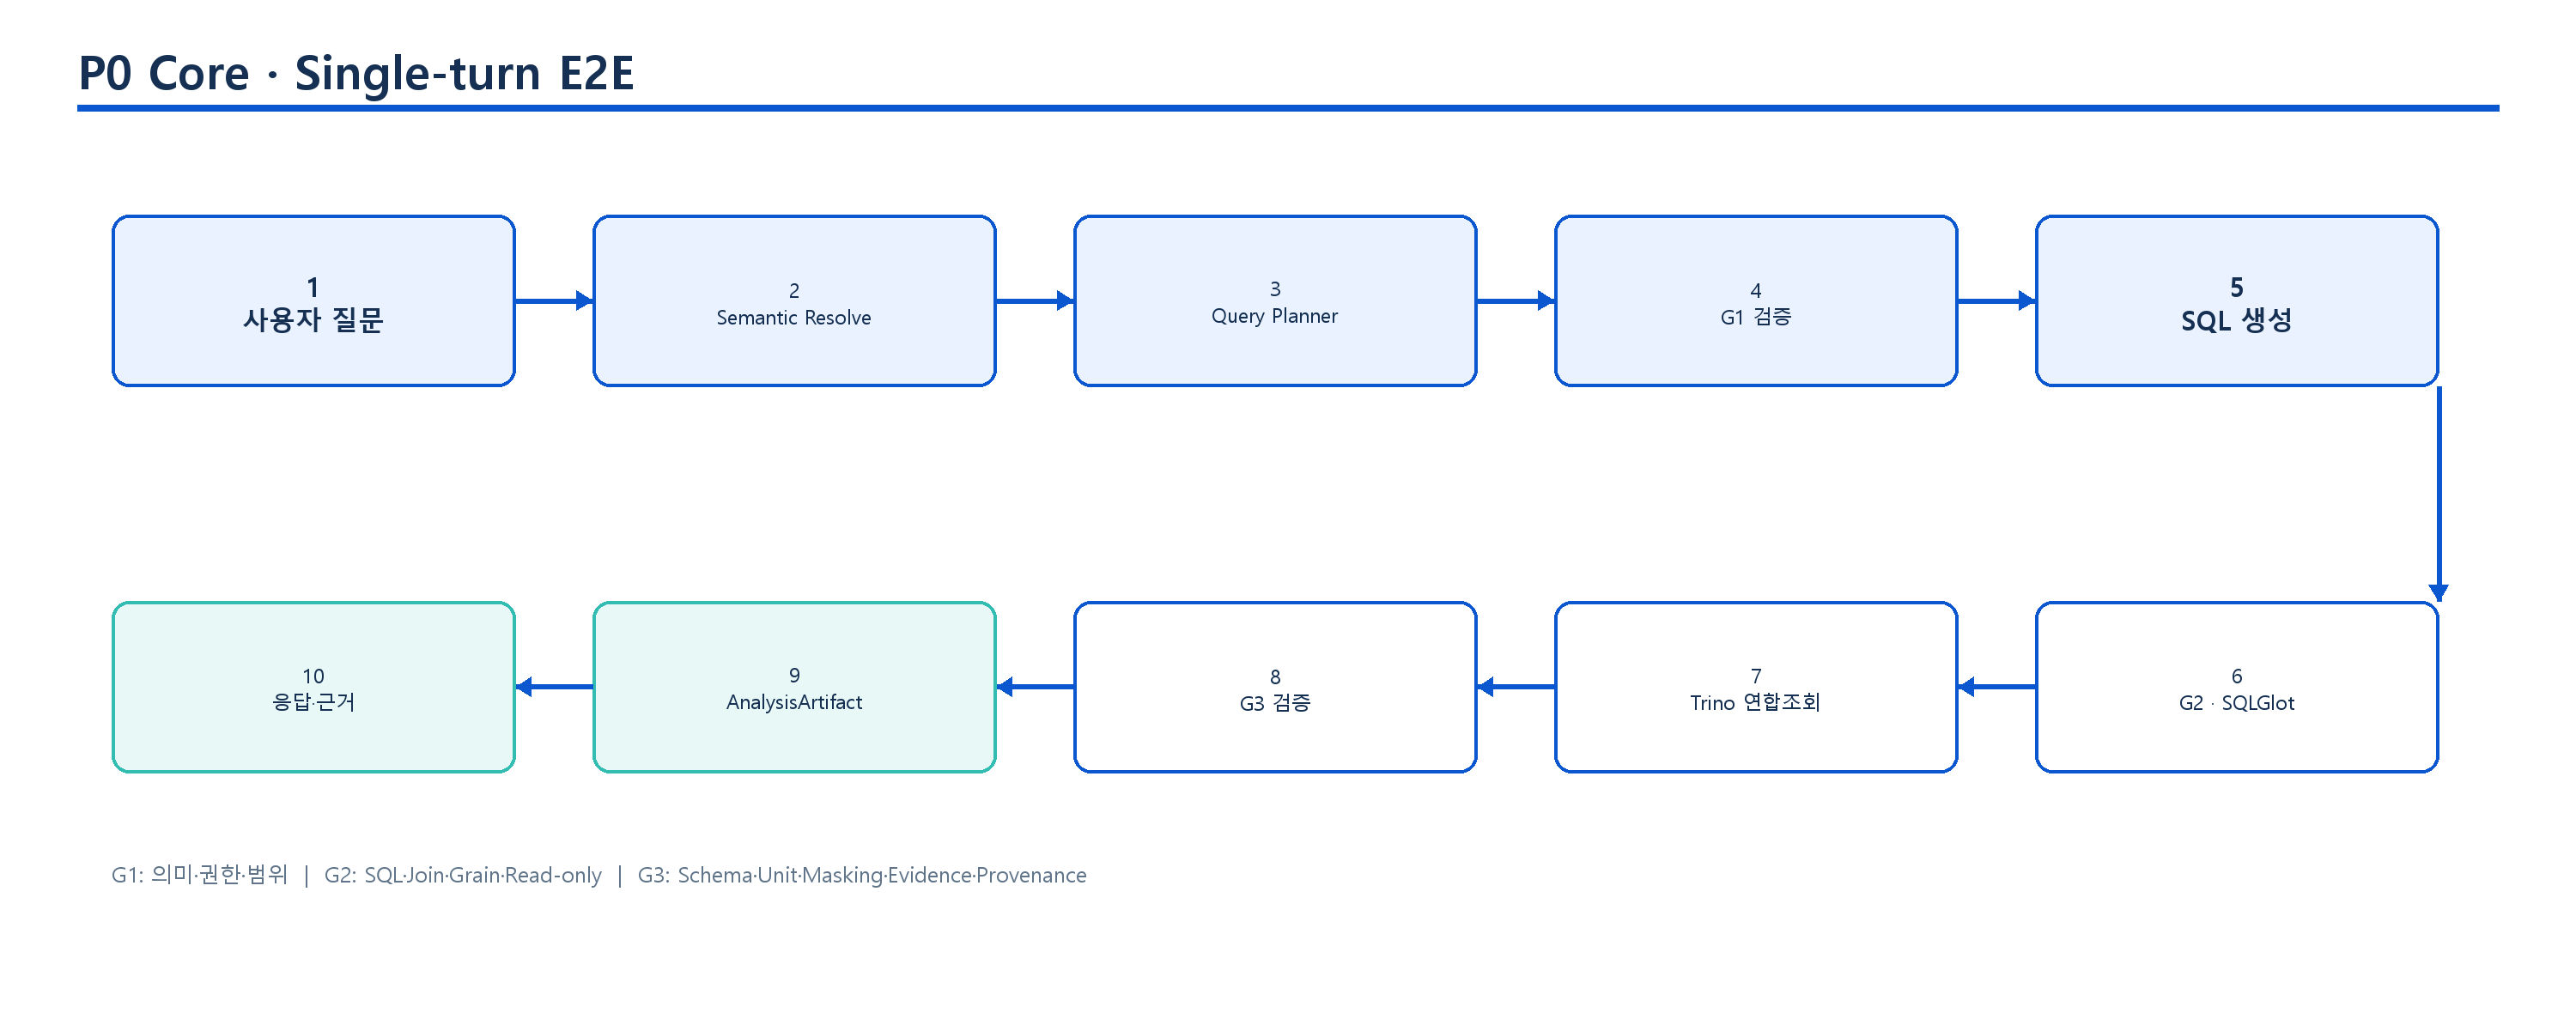 P0 Core · Single-turn E2E
1
사용자 질문
2
Semantic Resolve
3
Query Planner
4
G1 검증
5
SQL 생성
6
G2 · SQLGlot
7
Trino 연합조회
8
G3 검증
9
AnalysisArtifact
10
응답·근거
G1: 의미·권한·범위 | G2: SQL·Join·Grain·Read-only | G3: Schema·Unit·Masking·Evidence·Provenance